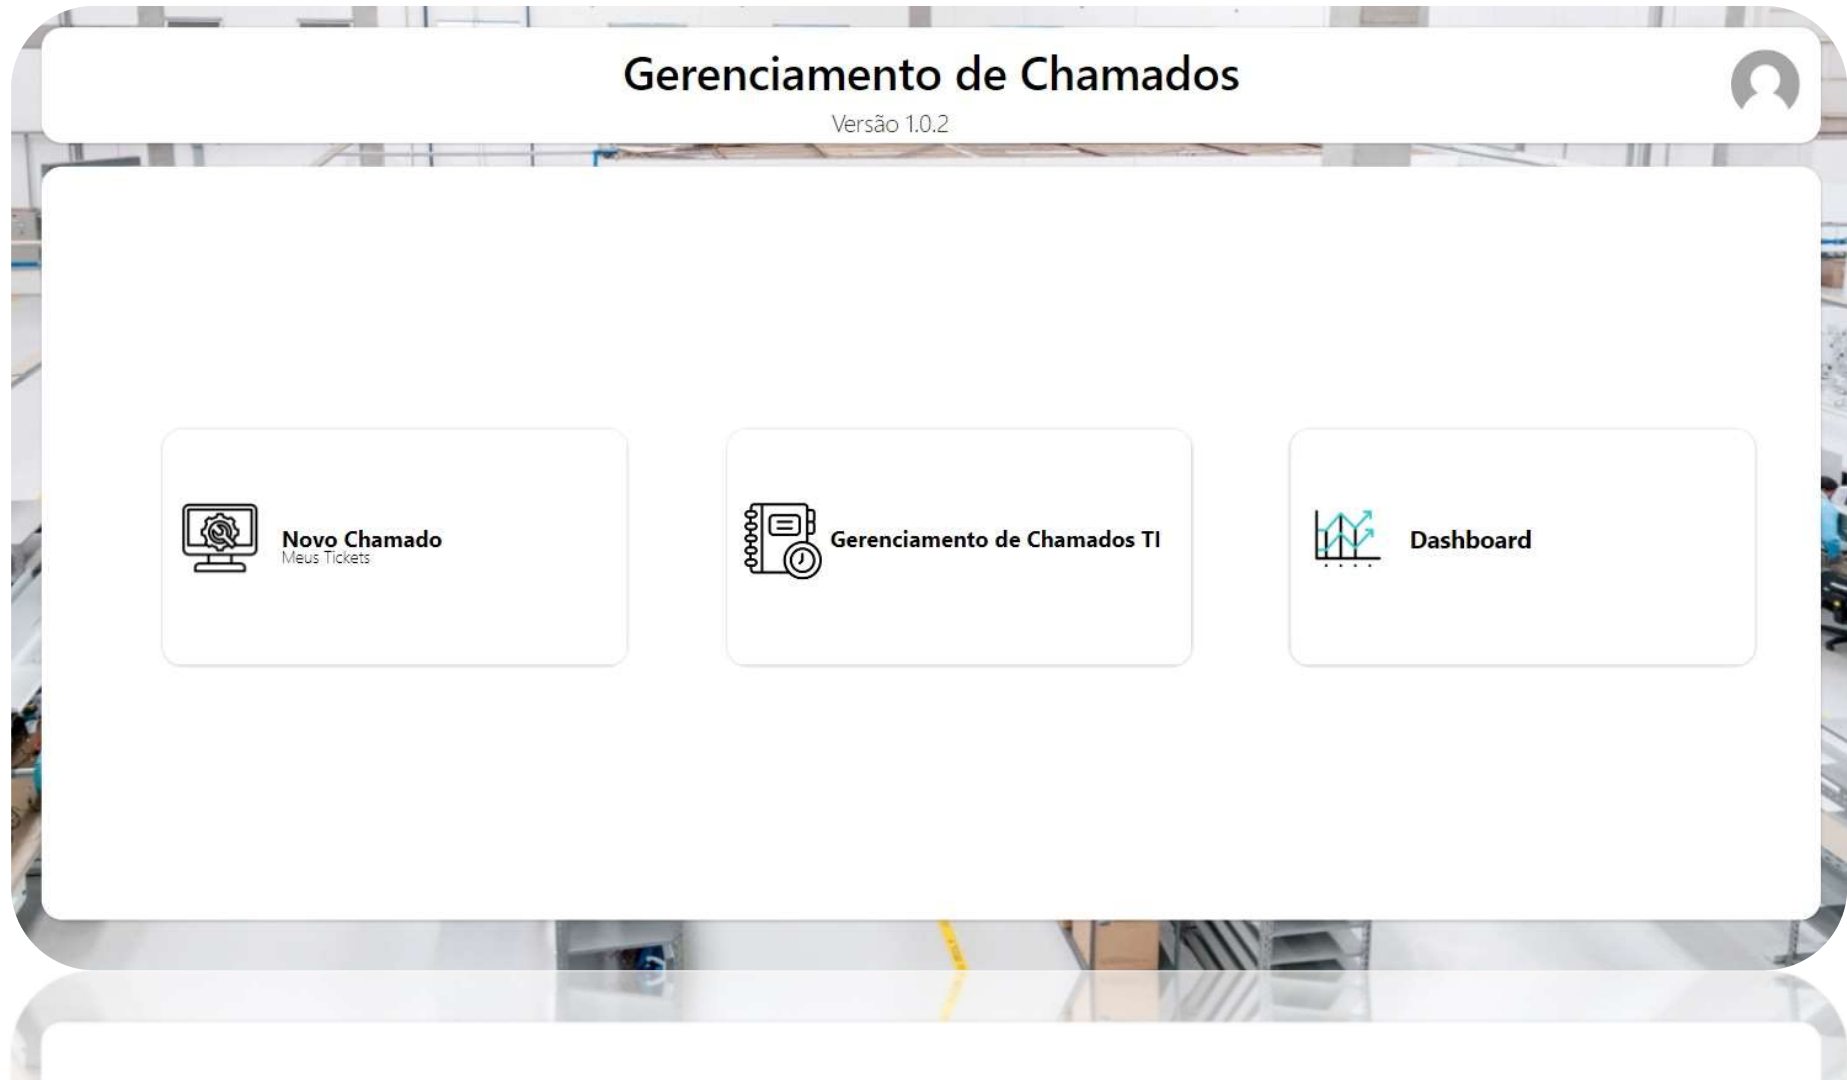 Gerenciamento de Chamados
Versão 1.0.2
Novo Chamado
Meus Tickets
Gerenciamento de Chamados TI
Dashboard